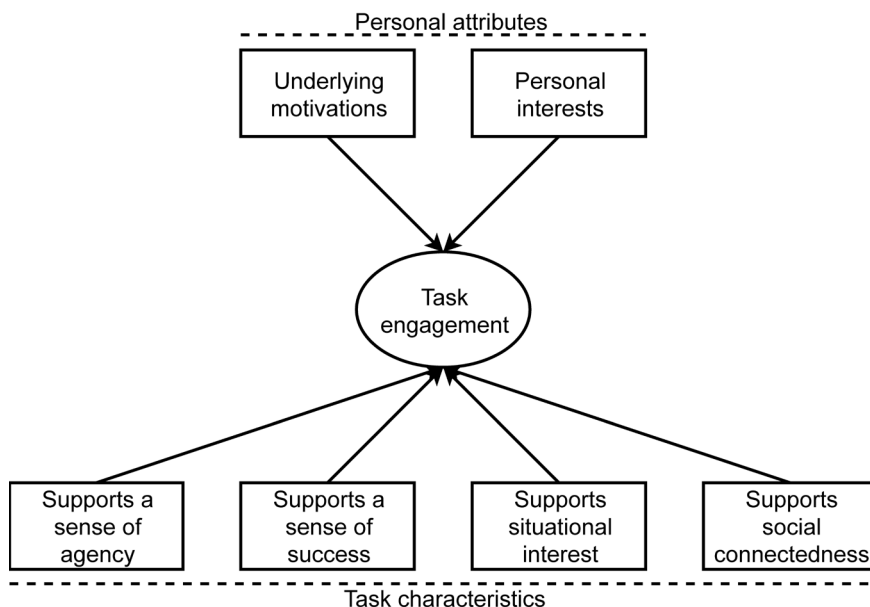 Personal attributes
Underlying
motivations
Personal
interests
Task
engagement
Supports a
sense of
agency
Supports a
sense of
success
Supports
situational
interest
Supports
social
connectedness
Task characteristics